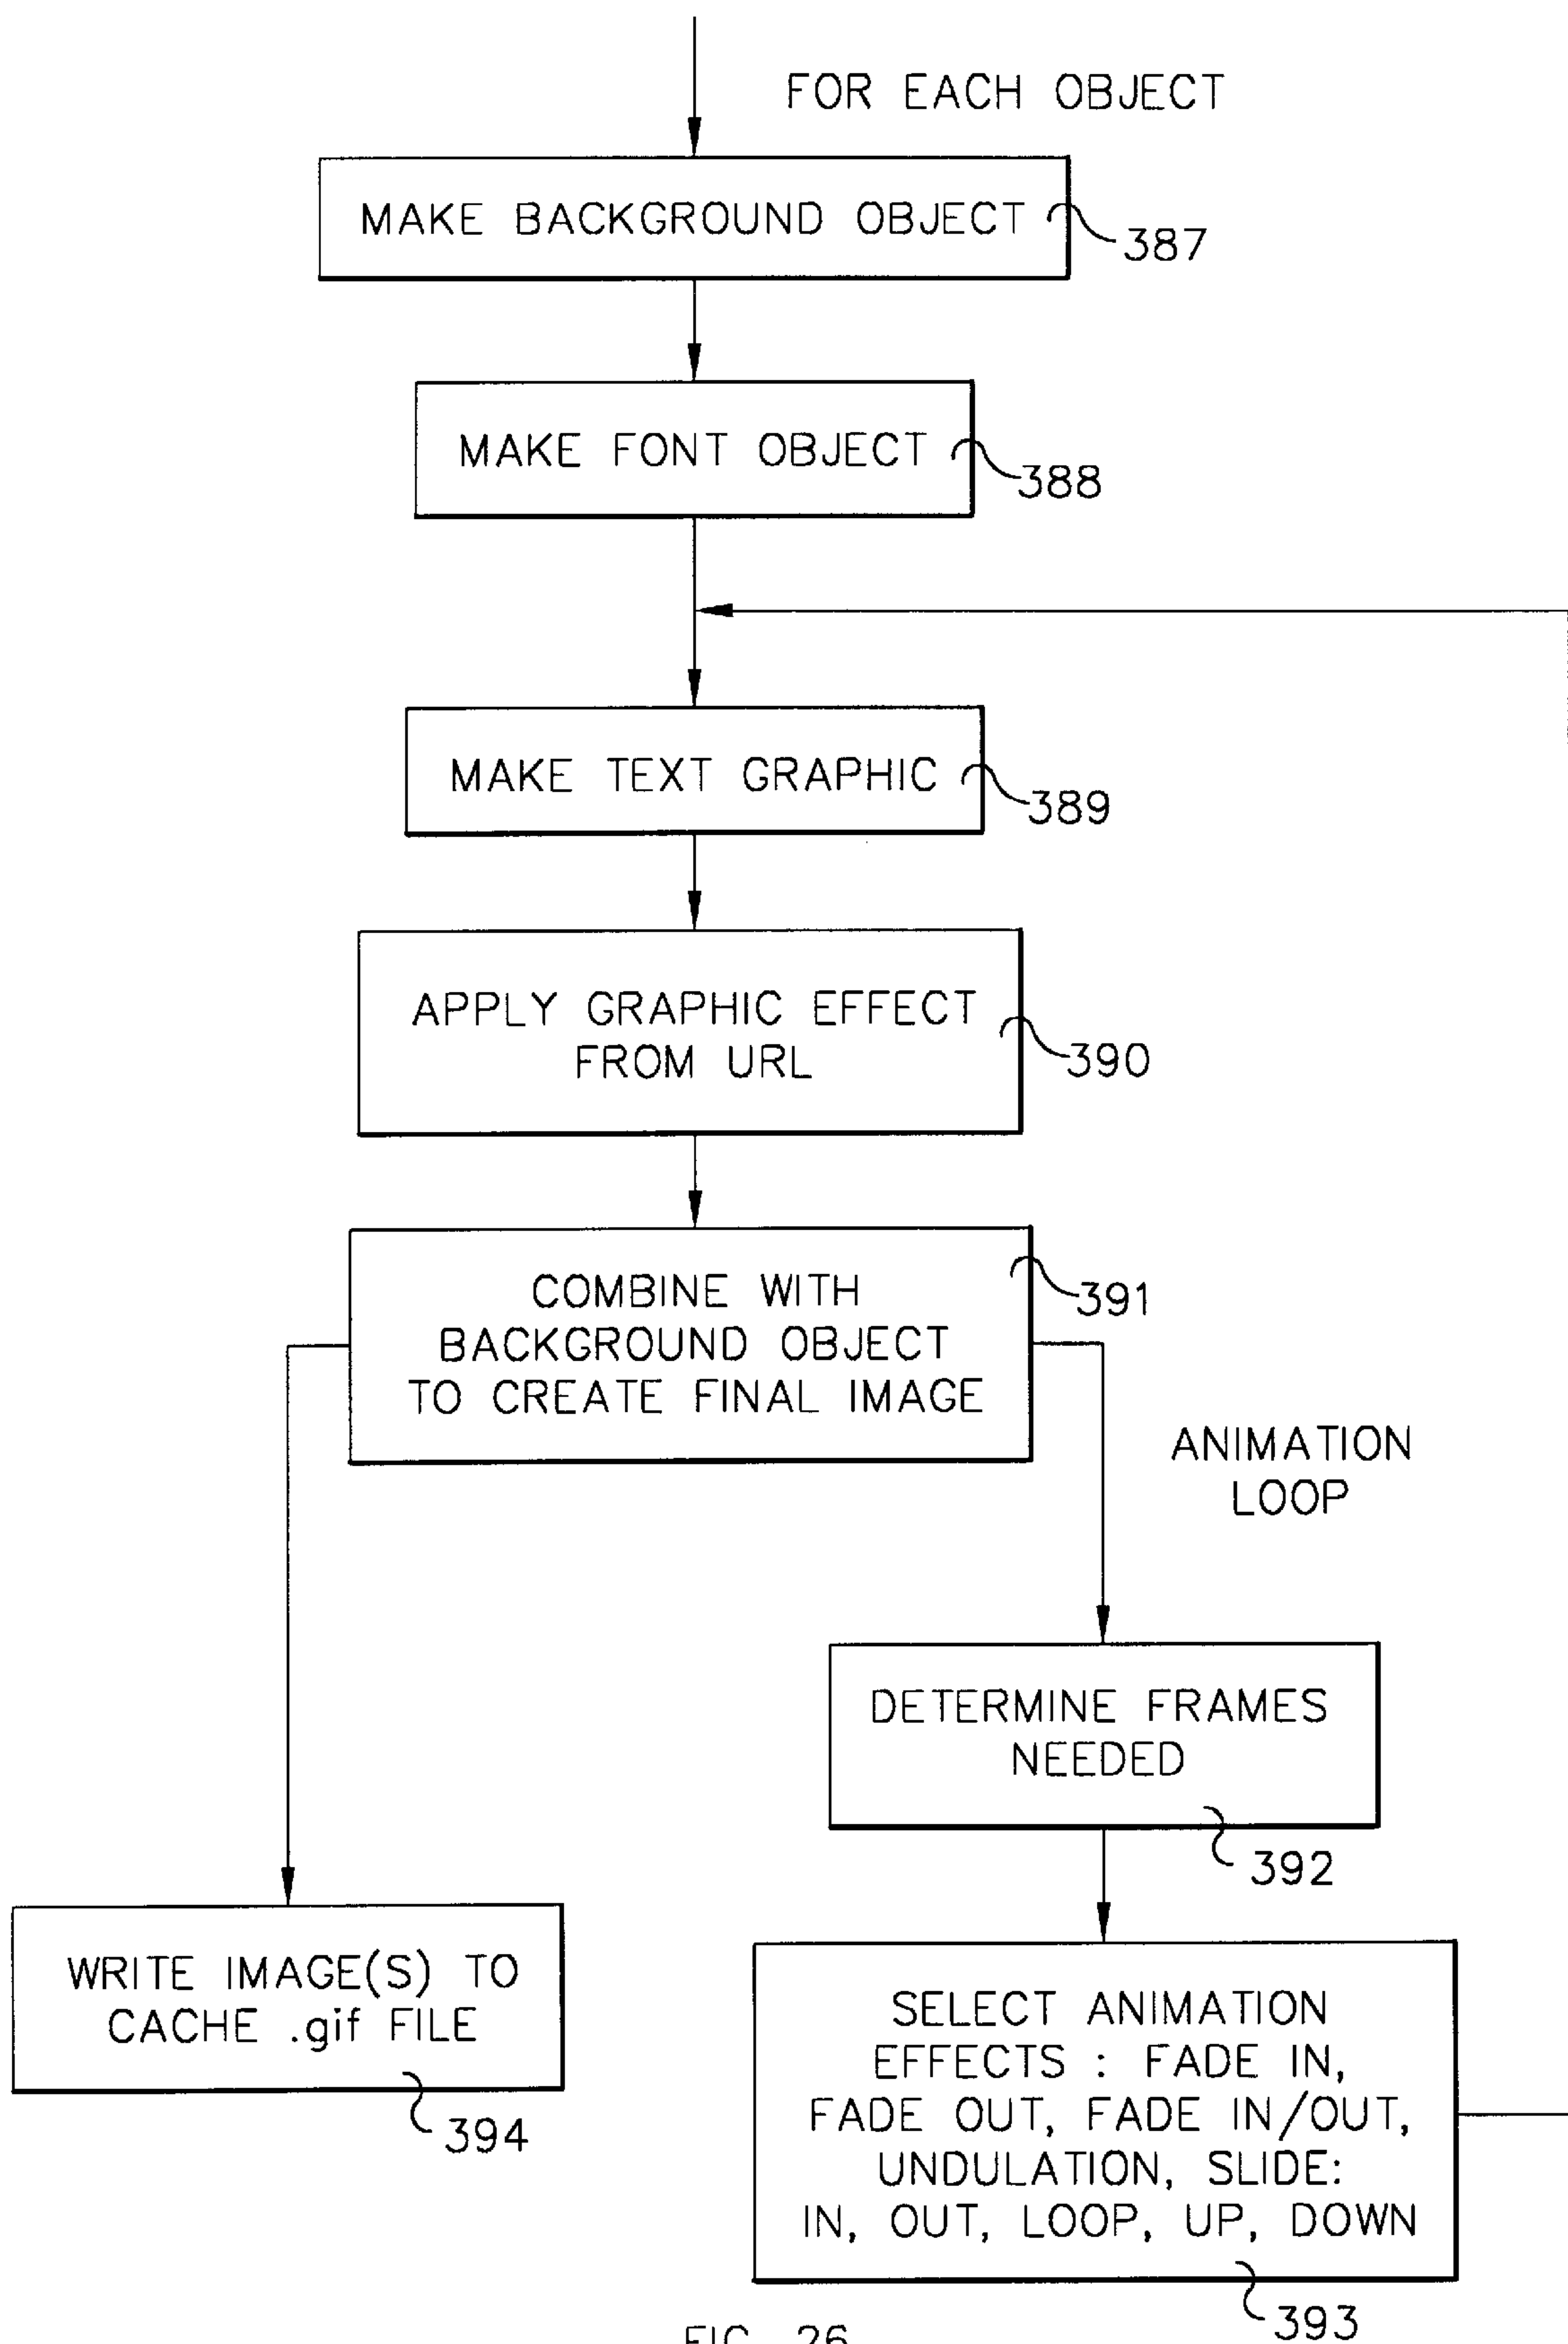 FOR EACH OBJECT
MAKE BACKGROUND OBJECT
387
MAKE FONT OBJECT
388
MAKE TEXT GRAPHIC
389
APPLY GRAPHIC EFFECT
FROM URL
390
COMBINE WITH
BACKGROUND OBJECT
TO CREATE FINAL IMAGE
391
ANIMATION
LOOP
DETERMINE FRAMES
NEEDED
392
WRITE IMAGE(S) TO
CACHE .gif FILE
394
SELECT ANIMATION
EFFECTS : FADE IN,
FADE OUT, FADE IN/OUT,
UNDULATION, SLIDE:
IN, OUT, LOOP, UP, DOWN
393
FIG. 26